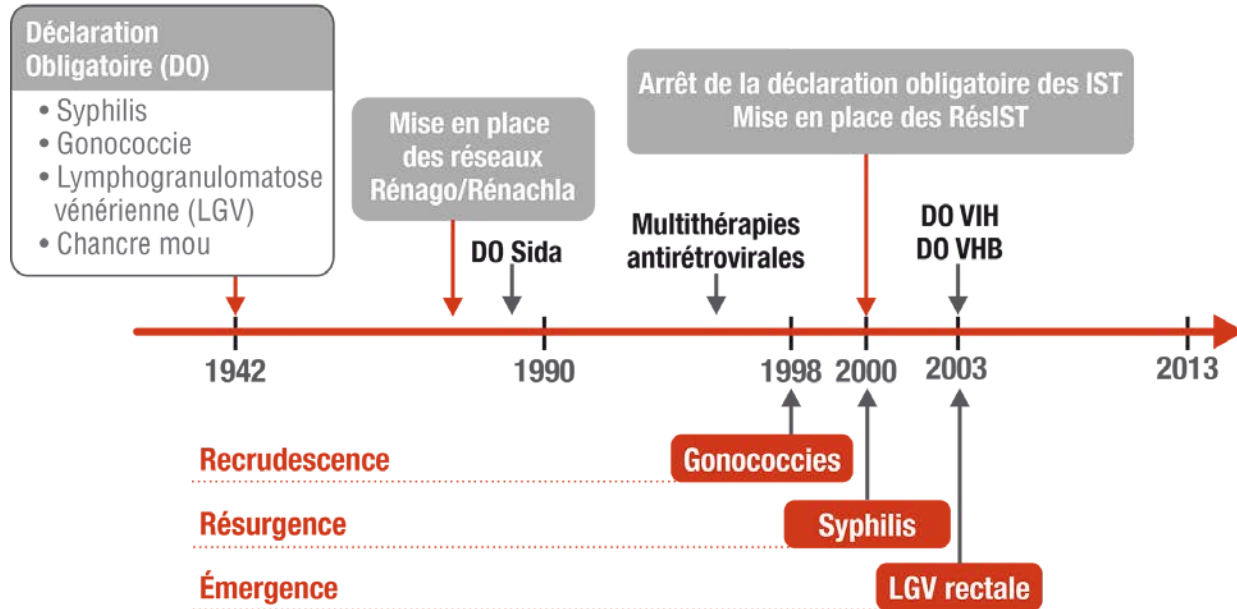 Déclaration
Obligatoire (DO)
• Syphilis
• Gonococcie
• Lymphogranulomatose
vénérienne (LGV)
• Chancre mou
Mise en place
des réseaux
Rénago/Rénachla
DO Sida
Multithérapies
antirétrovirales
Arrêt de la déclaration obligatoire des IST
Mise en place des RésIST
DO VIH
DO VHB
1942
1990
1998
2000
2003
2013
Recrudescence
Gonococcies
Résurgence
Syphilis
Émergence
LGV rectale